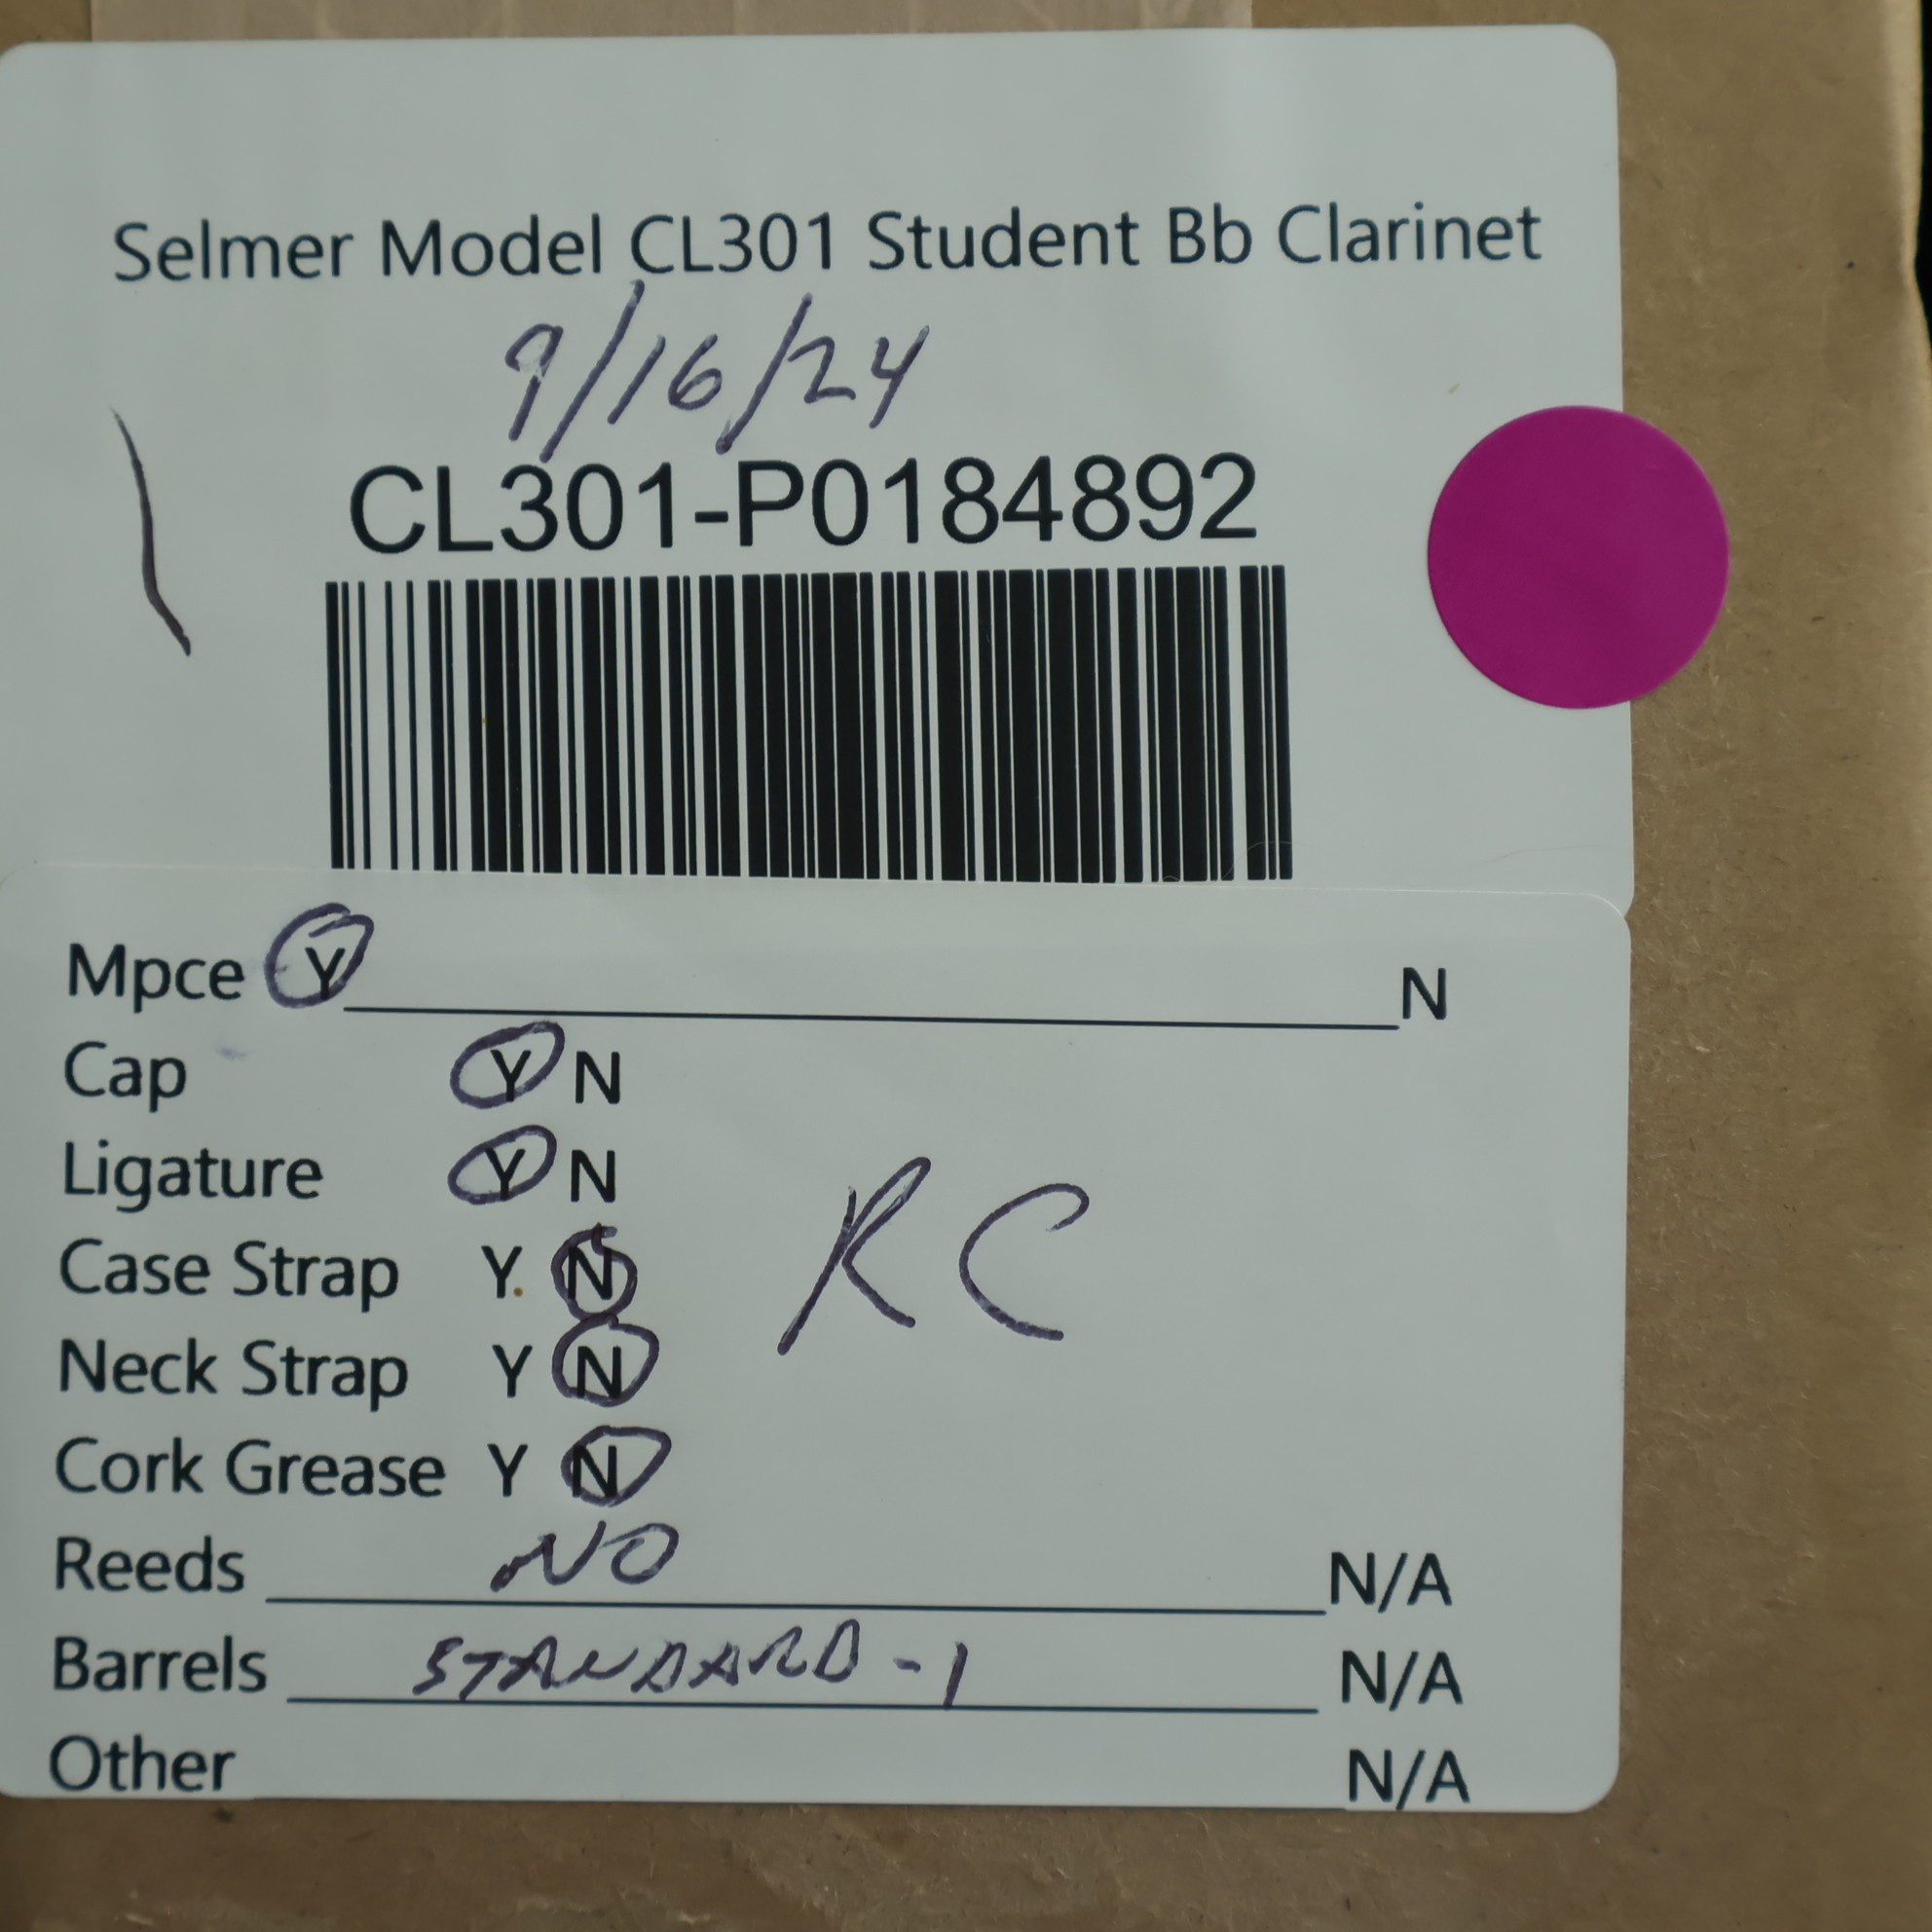 Selmer Model CL301 Student Bb Clarinet
9/16/24
CL301-P0184892
Mpce Y N
Cap Y N
Ligature Y N
RC
Case Strap Y N
Neck Strap Y N
Cork Grease Y N
Reeds NO N/A
Barrels STANDARD-1 N/A
Other N/A